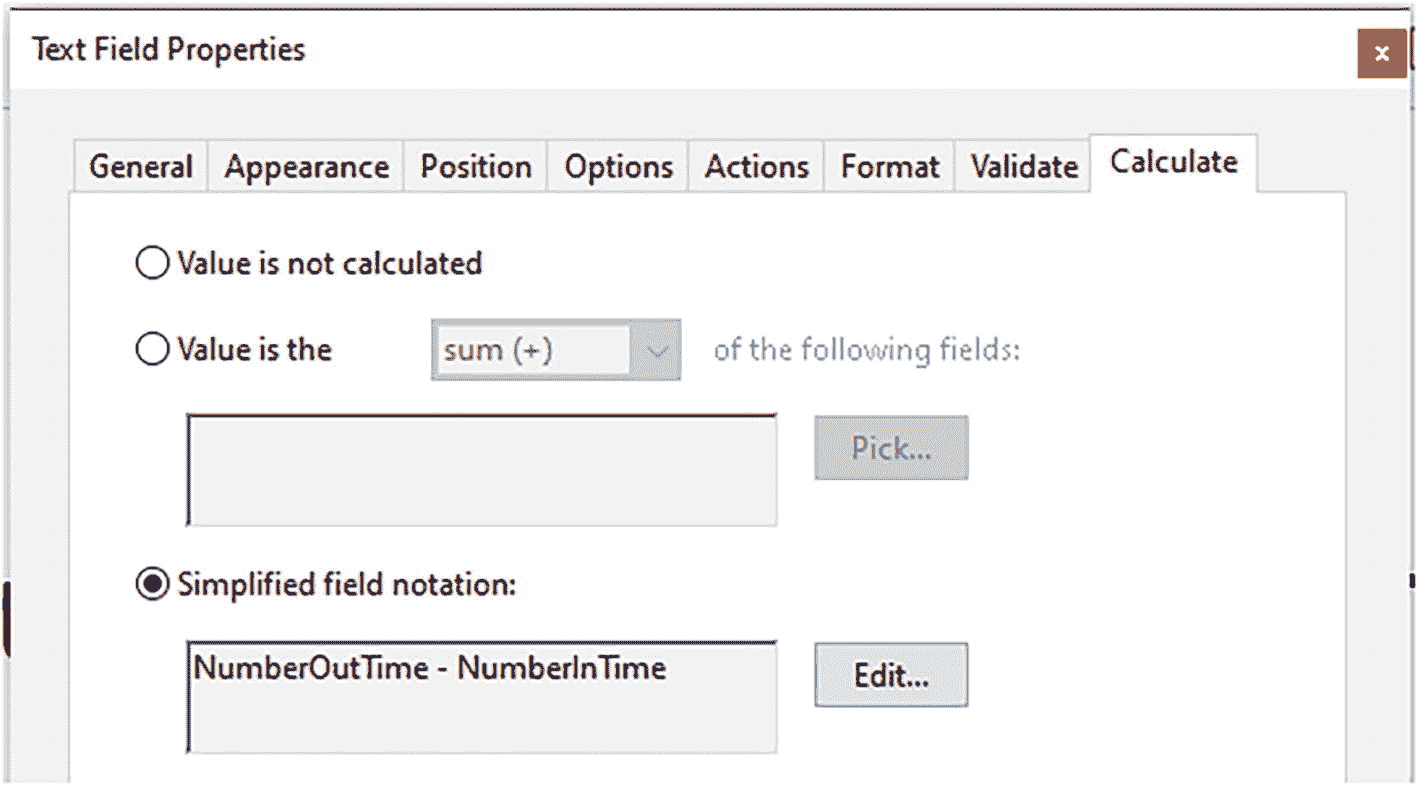 Text Field Properties
x
General Appearance Position Options Actions Format Validate Calculate
Value is not calculated
Value is the sum (+) of the following fields:
Pick...
Simplified field notation:
NumberOutTime - NumberInTime
Edit...